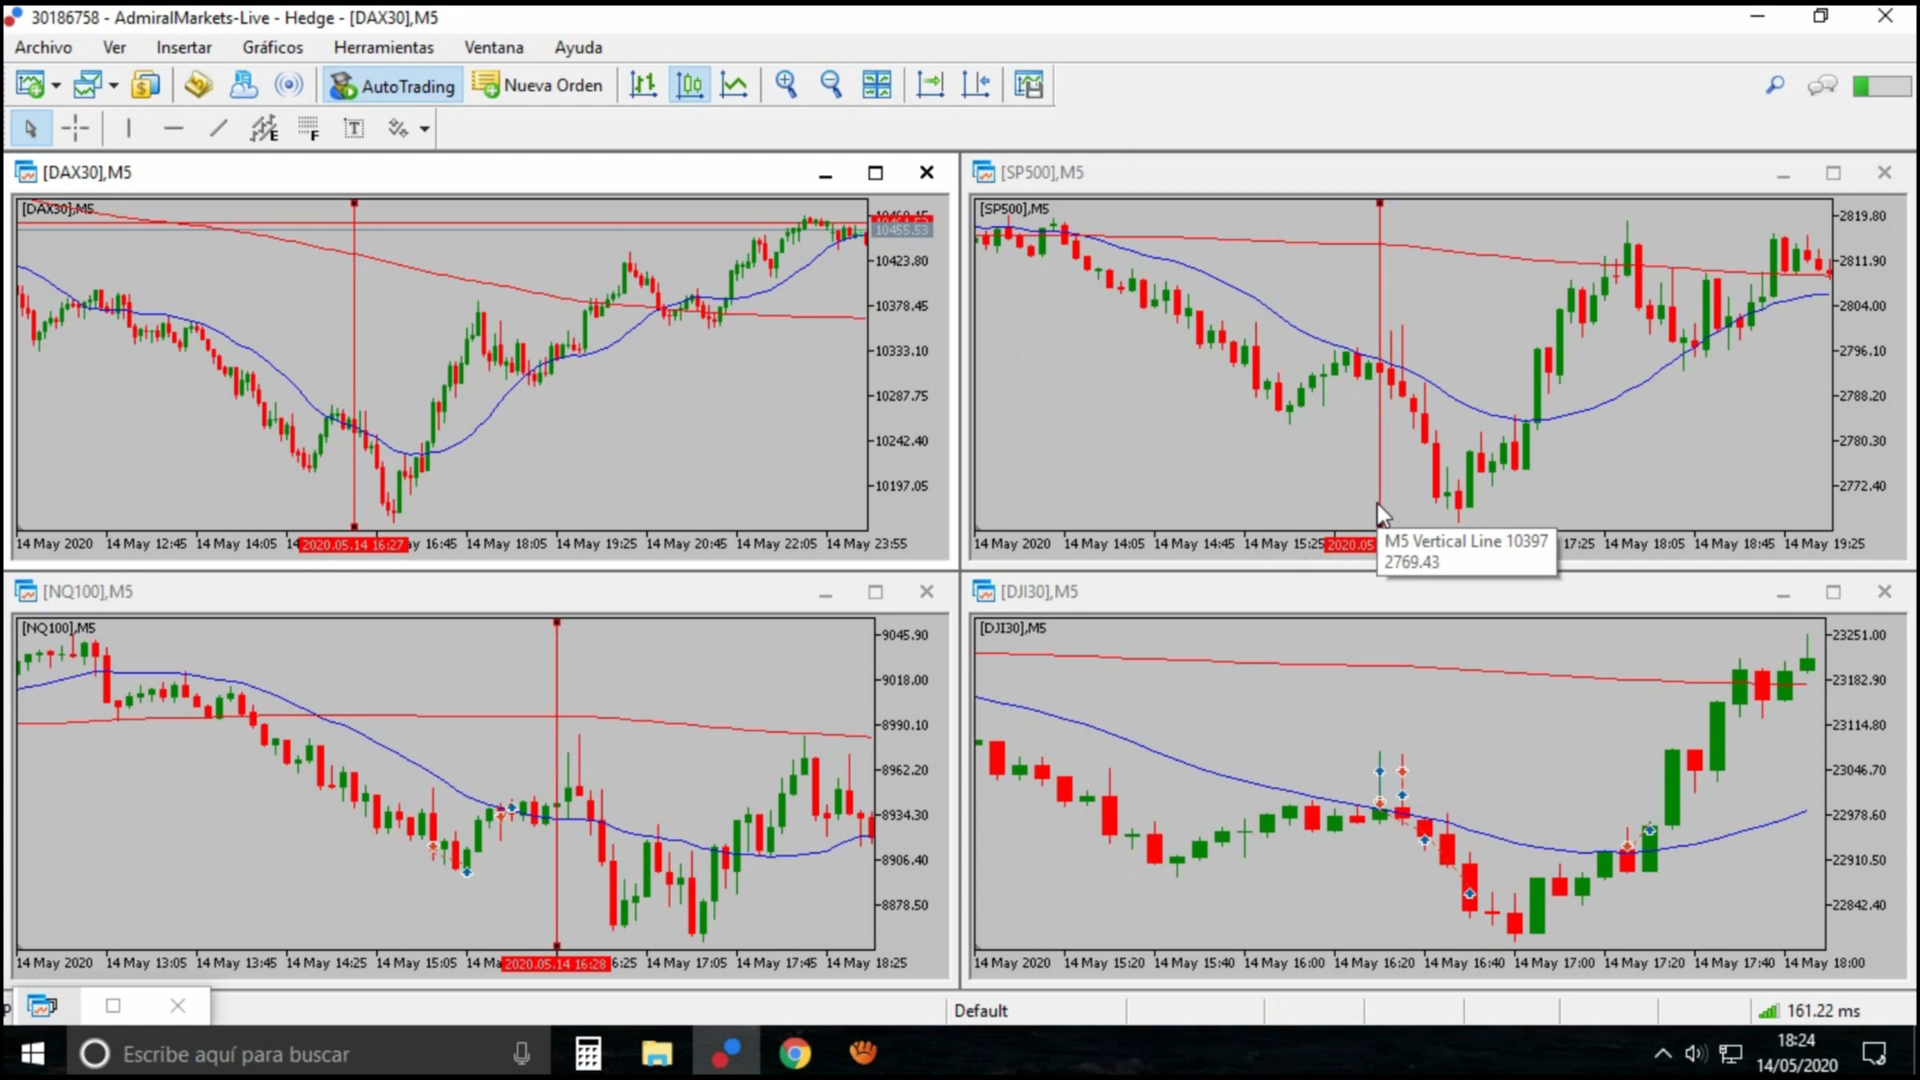 30186758 - AdmiralMarkets-Live - Hedge - [DAX30],M5
Archivo Ver Insertar Gráficos Herramientas Ventana Ayuda
AutoTrading Nueva Orden
E F T
[DAX30],M5
[DAX30],M5
10455.53
10423.80
10378.45
10333.10
10287.75
10242.40
10197.05
14 May 2020 14 May 12:45 14 May 14:05 2020.05.14 16:27 16:45 14 May 18:05 14 May 19:25 14 May 20:45 14 May 22:05 14 May 23:55
[SP500],M5
[SP500],M5
2819.80
2811.90
2804.00
2796.10
2788.20
2780.30
2772.40
14 May 2020 14 May 14:05 14 May 14:45 14 May 15:25 2020.05 17:25 14 May 18:05 14 May 18:45 14 May 19:25
M5 Vertical Line 10397
2769.43
[NQ100],M5
[NQ100],M5
9045.90
9018.00
8990.10
8962.20
8934.30
8906.40
8878.50
14 May 2020 14 May 13:05 14 May 13:45 14 May 14:25 14 May 15:05 14 Ma 2020.05.14 16:28 6:25 14 May 17:05 14 May 17:45 14 May 18:25
[DJI30],M5
[DJI30],M5
23251.00
23182.90
23114.80
23046.70
22978.60
22910.50
22842.40
14 May 2020 14 May 15:20 14 May 15:40 14 May 16:00 14 May 16:20 14 May 16:40 14 May 17:00 14 May 17:20 14 May 17:40 14 May 18:00
Default 161.22 ms
Escribe aquí para buscar
18:24
14/05/2020